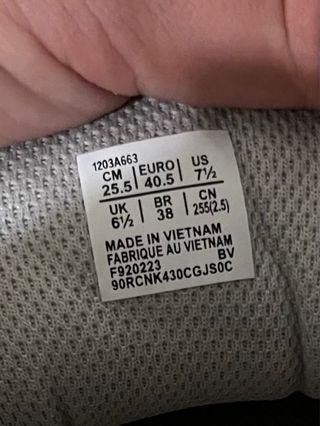 1203A663
CM EURO US
25.5 40.5 7½
UK BR CN
6½ 38 255(2.5)
MADE IN VIETNAM
FABRIQUE AU VIETNAM
F920223 BV
90RCNK430CGJS0C